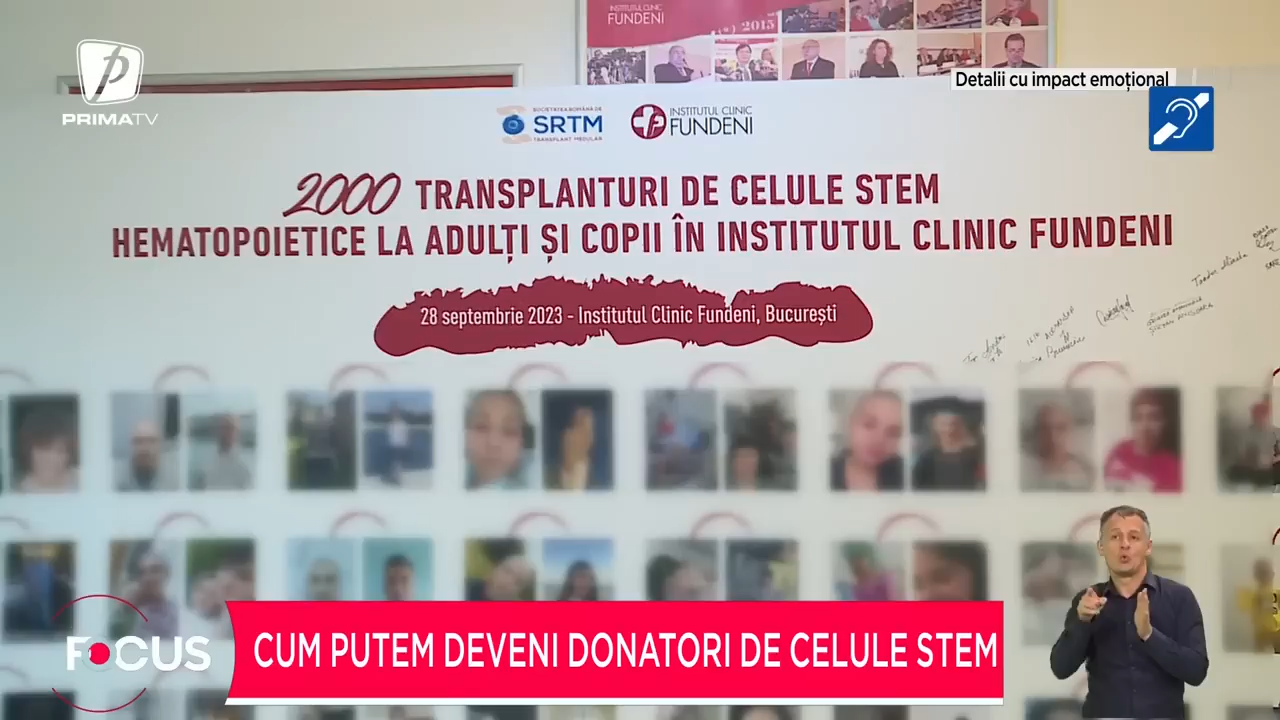 INSTITUTUL CLINIC
FUNDENI
2015
Detalii cu impact emoțional
PRIMATV
SOCIETATEA ROMÂNĂ DE
SRTM
TRANSPLANT MEDULAR
INSTITUTUL CLINIC
FUNDENI
2000 TRANSPLANTURI DE CELULE STEM
HEMATOPOIETICE LA ADULȚI ȘI COPII ÎN INSTITUTUL CLINIC FUNDENI
28 septembrie 2023 - Institutul Clinic Fundeni, București
FOCUS
CUM PUTEM DEVENI DONATORI DE CELULE STEM